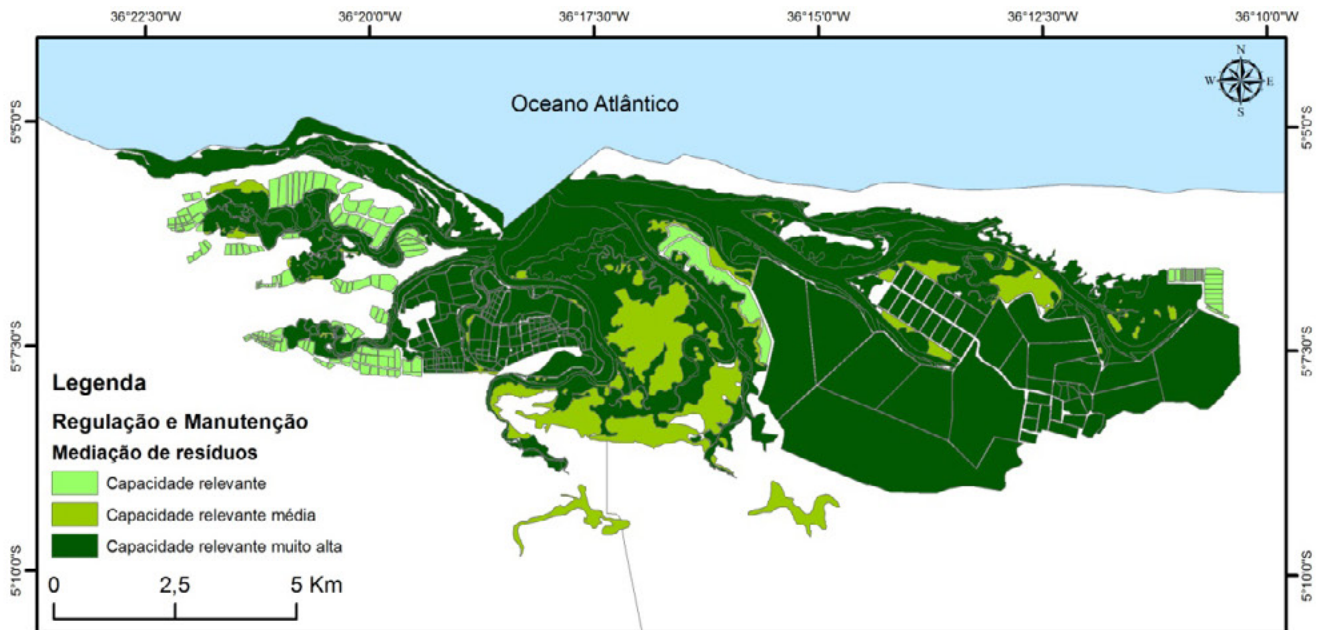 36°22'30"W 36°20'0"W 36°17'30"W 36°15'0"W 36°12'30"W 36°10'0"W
N
W E
S
Oceano Atlântico
5°5'0"S 5°5'0"S
5°7'30"S 5°7'30"S
Legenda
Regulação e Manutenção
Mediação de resíduos
Capacidade relevante
Capacidade relevante média
Capacidade relevante muito alta
5°10'0"S 5°10'0"S
0 2,5 5 Km